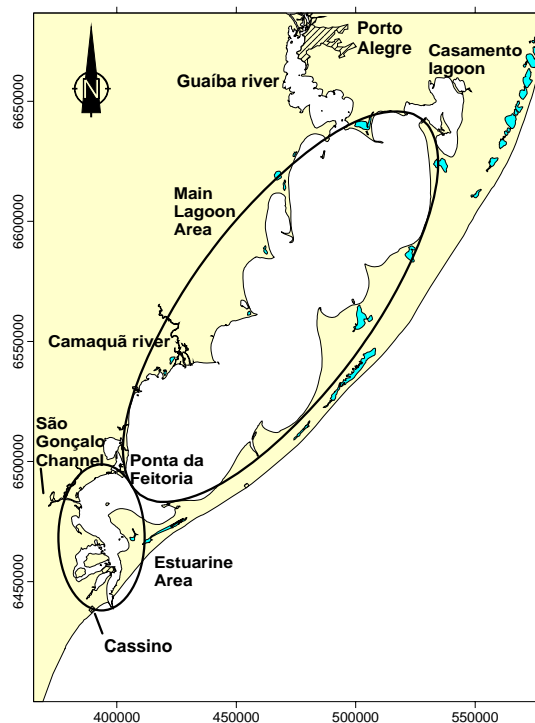 Porto
Alegre
Casamento
lagoon
Guaíba river
N
6650000
Main
Lagoon
Area
6600000
Camaquã river
6550000
São
Gonçalo
Channel
Ponta da
Feitoria
6500000
Estuarine
Area
6450000
Cassino
400000
450000
500000
550000